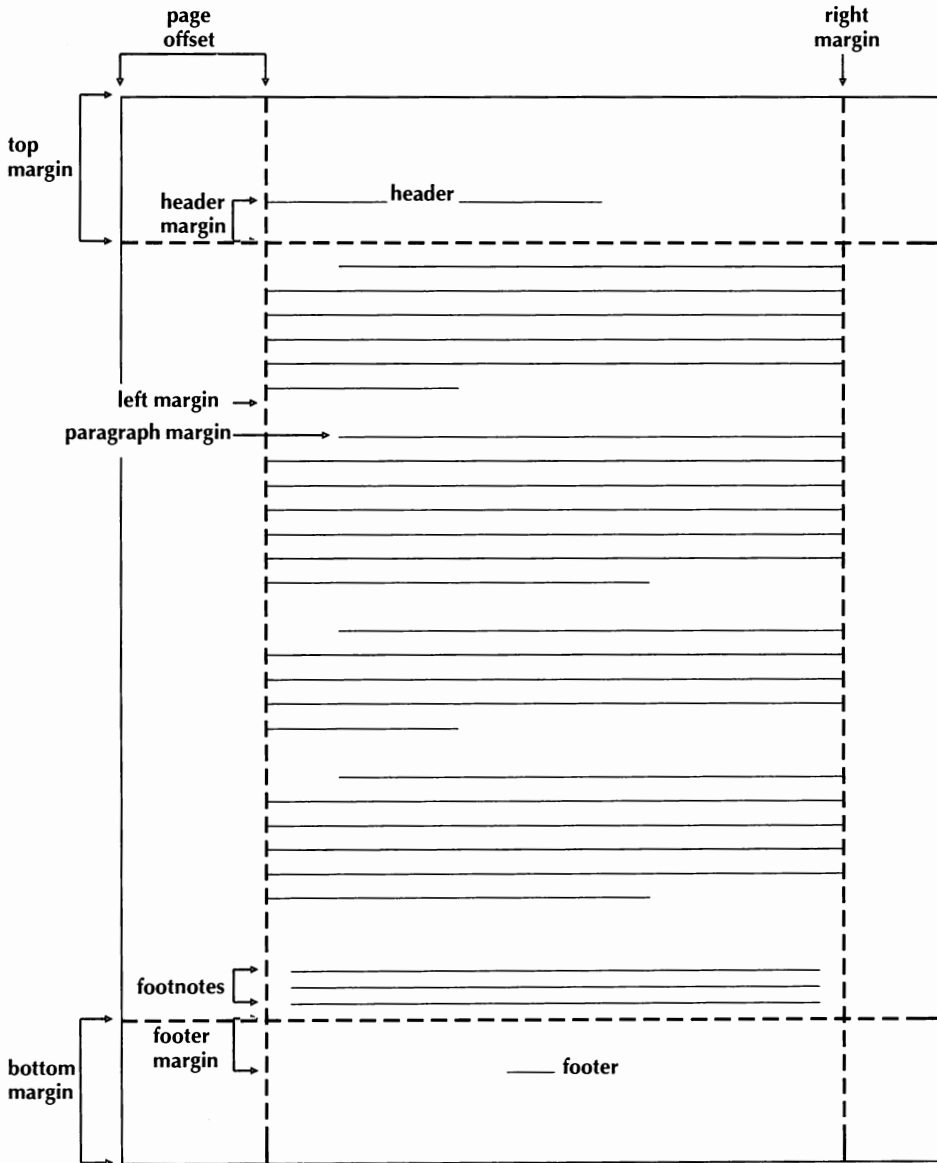 page
offset
right
margin
top
margin
header
header
margin
left margin
paragraph margin
footnotes
footer
margin
footer
bottom
margin